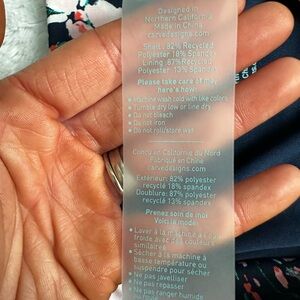 Designed in
Northern California
Made in China
carvedesigns.com
Shell: 82% Recycled
Polyester 18% Spandex
Lining: 87%Recycled
Polyester 13% Spandex
Please take care of me,
here's how:
• Machine wash cold with like colors
• Tumble dry low or line dry
• Do not bleach
• Do not iron
• Do not roll/store wet
Conçu en Californie du Nord
Fabriqué en Chine
carvedesigns.com
Extérieur: 82% polyester
recyclé 18% spandex
Doublure: 87% polyester
recyclé 13% spandex
Prenez soin de moi
Voici le mode:
• Laver à la machine à eau
froide avec des couleurs
similaires
• Sécher à la machine à
basse température ou
suspendre pour sécher
• Ne pas javelliser
• Ne pas repasser
• Ne pas ranger humide